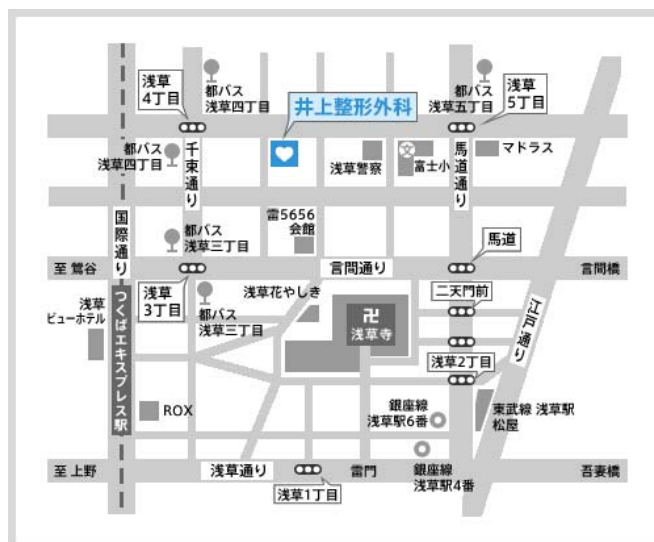 都バス
浅草四丁目
浅草
4丁目
井上整形外科
都バス
浅草五丁目
浅草
5丁目
都バス
浅草四丁目
千束通り
浅草警察
富士小
馬道通り
マドラス
国際通り
都バス
浅草三丁目
雷5656
会館
馬道
至 鶯谷
言問通り
言問橋
浅草
3丁目
都バス
浅草三丁目
浅草花やしき
卍
浅草寺
二天門前
江戸通り
浅草
ビューホテル
つくばエキスプレス駅
浅草2丁目
ROX
銀座線
浅草駅6番
東武線 浅草駅
松屋
至 上野
浅草通り
浅草1丁目
雷門
銀座線
浅草駅4番
吾妻橋